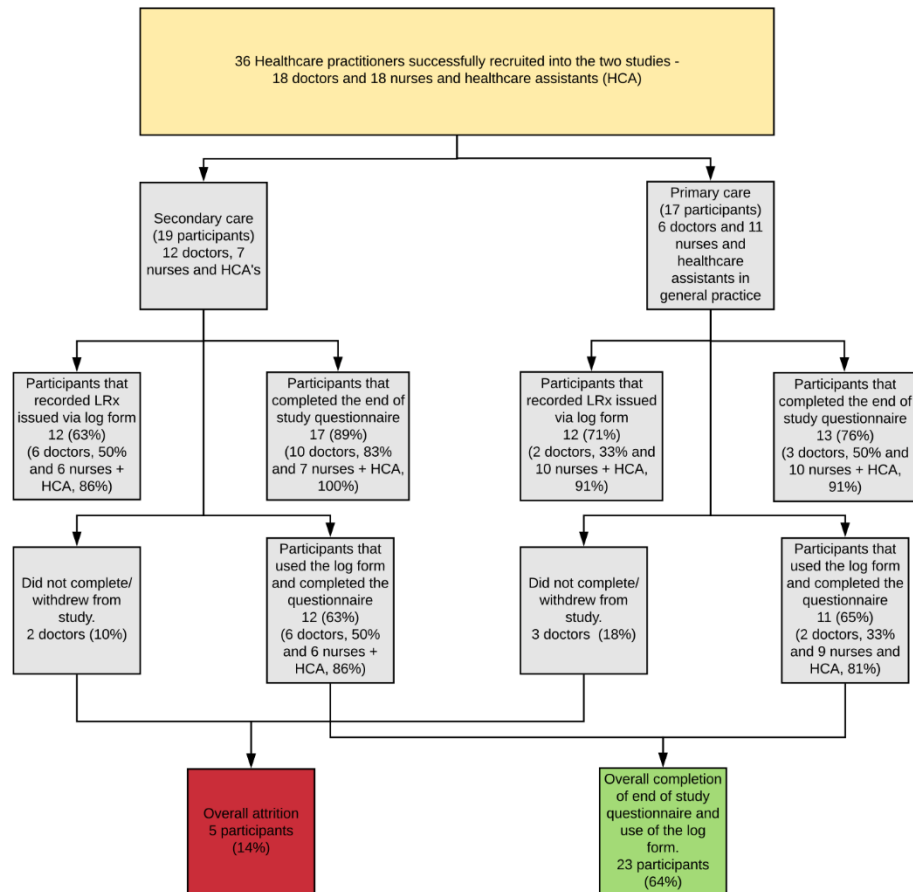 36 Healthcare practitioners successfully recruited into the two studies -
18 doctors and 18 nurses and healthcare assistants (HCA)
Secondary care
(19 participants)
12 doctors, 7
nurses and HCA's
Primary care
(17 participants)
6 doctors and 11
nurses and
healthcare
assistants in
general practice
Participants that
recorded LRx
issued via log form
12 (63%)
(6 doctors, 50%
and 6 nurses +
HCA, 86%)
Participants that
completed the end of
study questionnaire
17 (89%)
(10 doctors, 83%
and 7 nurses + HCA,
100%)
Participants that
recorded LRx issued
via log form
12 (71%)
(2 doctors, 33% and
10 nurses + HCA,
91%)
Participants that
completed the end of
study questionnaire
13 (76%)
(3 doctors, 50% and
10 nurses + HCA,
91%)
Did not complete/
withdrew from
study.
2 doctors (10%)
Participants that
used the log form
and completed the
questionnaire
12 (63%)
(6 doctors, 50%
and 6 nurses +
HCA, 86%)
Did not complete/
withdrew from
study.
3 doctors (18%)
Participants that
used the log form
and completed the
questionnaire
11 (65%)
(2 doctors, 33%
and 9 nurses and
HCA, 81%)
Overall attrition
5 participants
(14%)
Overall completion
of end of study
questionnaire and
use of the log
form.
23 participants
(64%)